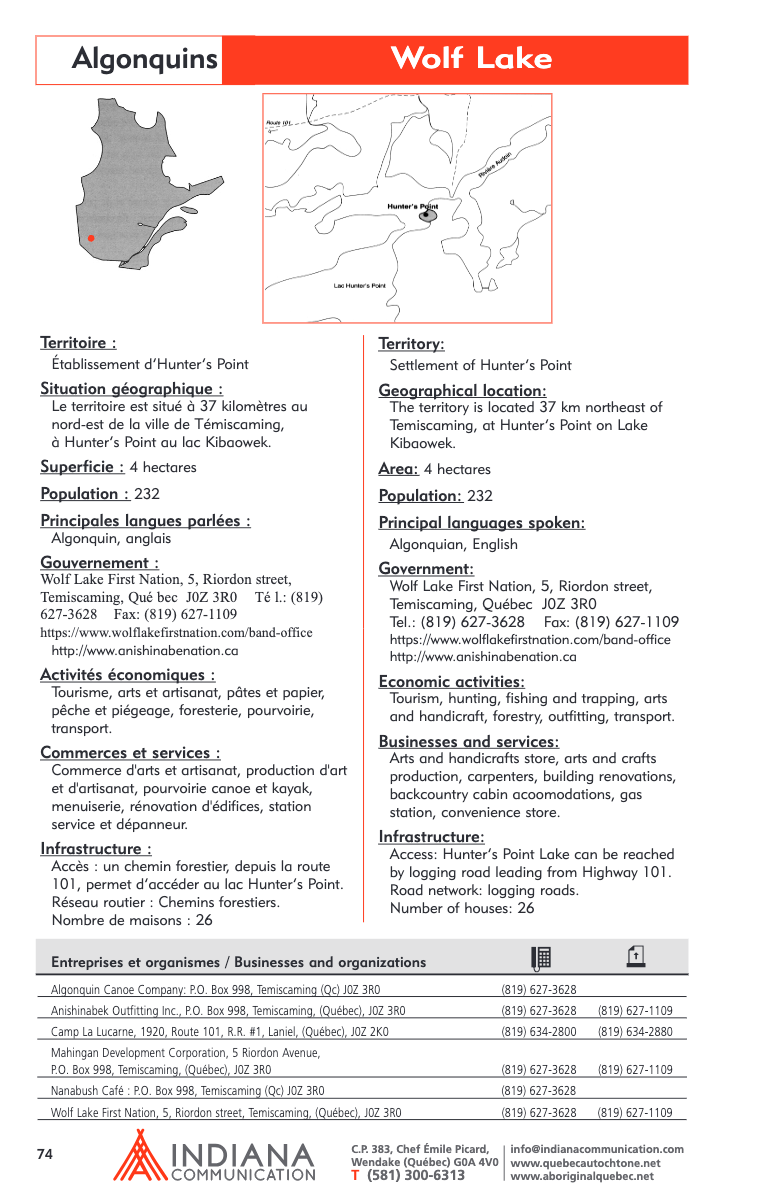 Algonquins
Wolf Lake
Route 101
Rivière Audoin
Hunter's Point
Lac Hunter's Point
Territoire :
Établissement d’Hunter’s Point
Situation géographique :
Le territoire est situé à 37 kilomètres au
nord-est de la ville de Témiscaming,
à Hunter’s Point au lac Kibaowek.
Superficie : 4 hectares
Population : 232
Principales langues parlées :
Algonquin, anglais
Gouvernement :
Wolf Lake First Nation, 5, Riordon street,
Temiscaming, Qué bec J0Z 3R0 Té l.: (819)
627-3628 Fax: (819) 627-1109
https://www.wolflakefirstnation.com/band-office
http://www.anishinabenation.ca
Activités économiques :
Tourisme, arts et artisanat, pâtes et papier,
pêche et piégeage, foresterie, pourvoirie,
transport.
Commerces et services :
Commerce d'arts et artisanat, production d'art
et d'artisanat, pourvoirie canoe et kayak,
menuiserie, rénovation d'édifices, station
service et dépanneur.
Infrastructure :
Accès : un chemin forestier, depuis la route
101, permet d’accéder au lac Hunter’s Point.
Réseau routier : Chemins forestiers.
Nombre de maisons : 26
Territory:
Settlement of Hunter’s Point
Geographical location:
The territory is located 37 km northeast of
Temiscaming, at Hunter’s Point on Lake
Kibaowek.
Area: 4 hectares
Population: 232
Principal languages spoken:
Algonquian, English
Government:
Wolf Lake First Nation, 5, Riordon street,
Temiscaming, Québec J0Z 3R0
Tel.: (819) 627-3628 Fax: (819) 627-1109
https://www.wolflakefirstnation.com/band-office
http://www.anishinabenation.ca
Economic activities:
Tourism, hunting, fishing and trapping, arts
and handicraft, forestry, outfitting, transport.
Businesses and services:
Arts and handicrafts store, arts and crafts
production, carpenters, building renovations,
backcountry cabin acoomodations, gas
station, convenience store.
Infrastructure:
Access: Hunter’s Point Lake can be reached
by logging road leading from Highway 101.
Road network: logging roads.
Number of houses: 26
Entreprises et organismes / Businesses and organizations
Algonquin Canoe Company: P.O. Box 998, Temiscaming (Qc) J0Z 3R0 (819) 627-3628
Anishinabek Outfitting Inc., P.O. Box 998, Temiscaming, (Québec), J0Z 3R0 (819) 627-3628 (819) 627-1109
Camp La Lucarne, 1920, Route 101, R.R. #1, Laniel, (Québec), J0Z 2K0 (819) 634-2800 (819) 634-2880
Mahingan Development Corporation, 5 Riordon Avenue,
P.O. Box 998, Temiscaming, (Québec), J0Z 3R0 (819) 627-3628 (819) 627-1109
Nanabush Café : P.O. Box 998, Temiscaming (Qc) J0Z 3R0 (819) 627-3628
Wolf Lake First Nation, 5, Riordon street, Temiscaming, (Québec), J0Z 3R0 (819) 627-3628 (819) 627-1109
74
INDIANA
COMMUNICATION
C.P. 383, Chef Émile Picard,
Wendake (Québec) G0A 4V0
T (581) 300-6313
info@indianacommunication.com
www.quebecautochtone.net
www.aboriginalquebec.net